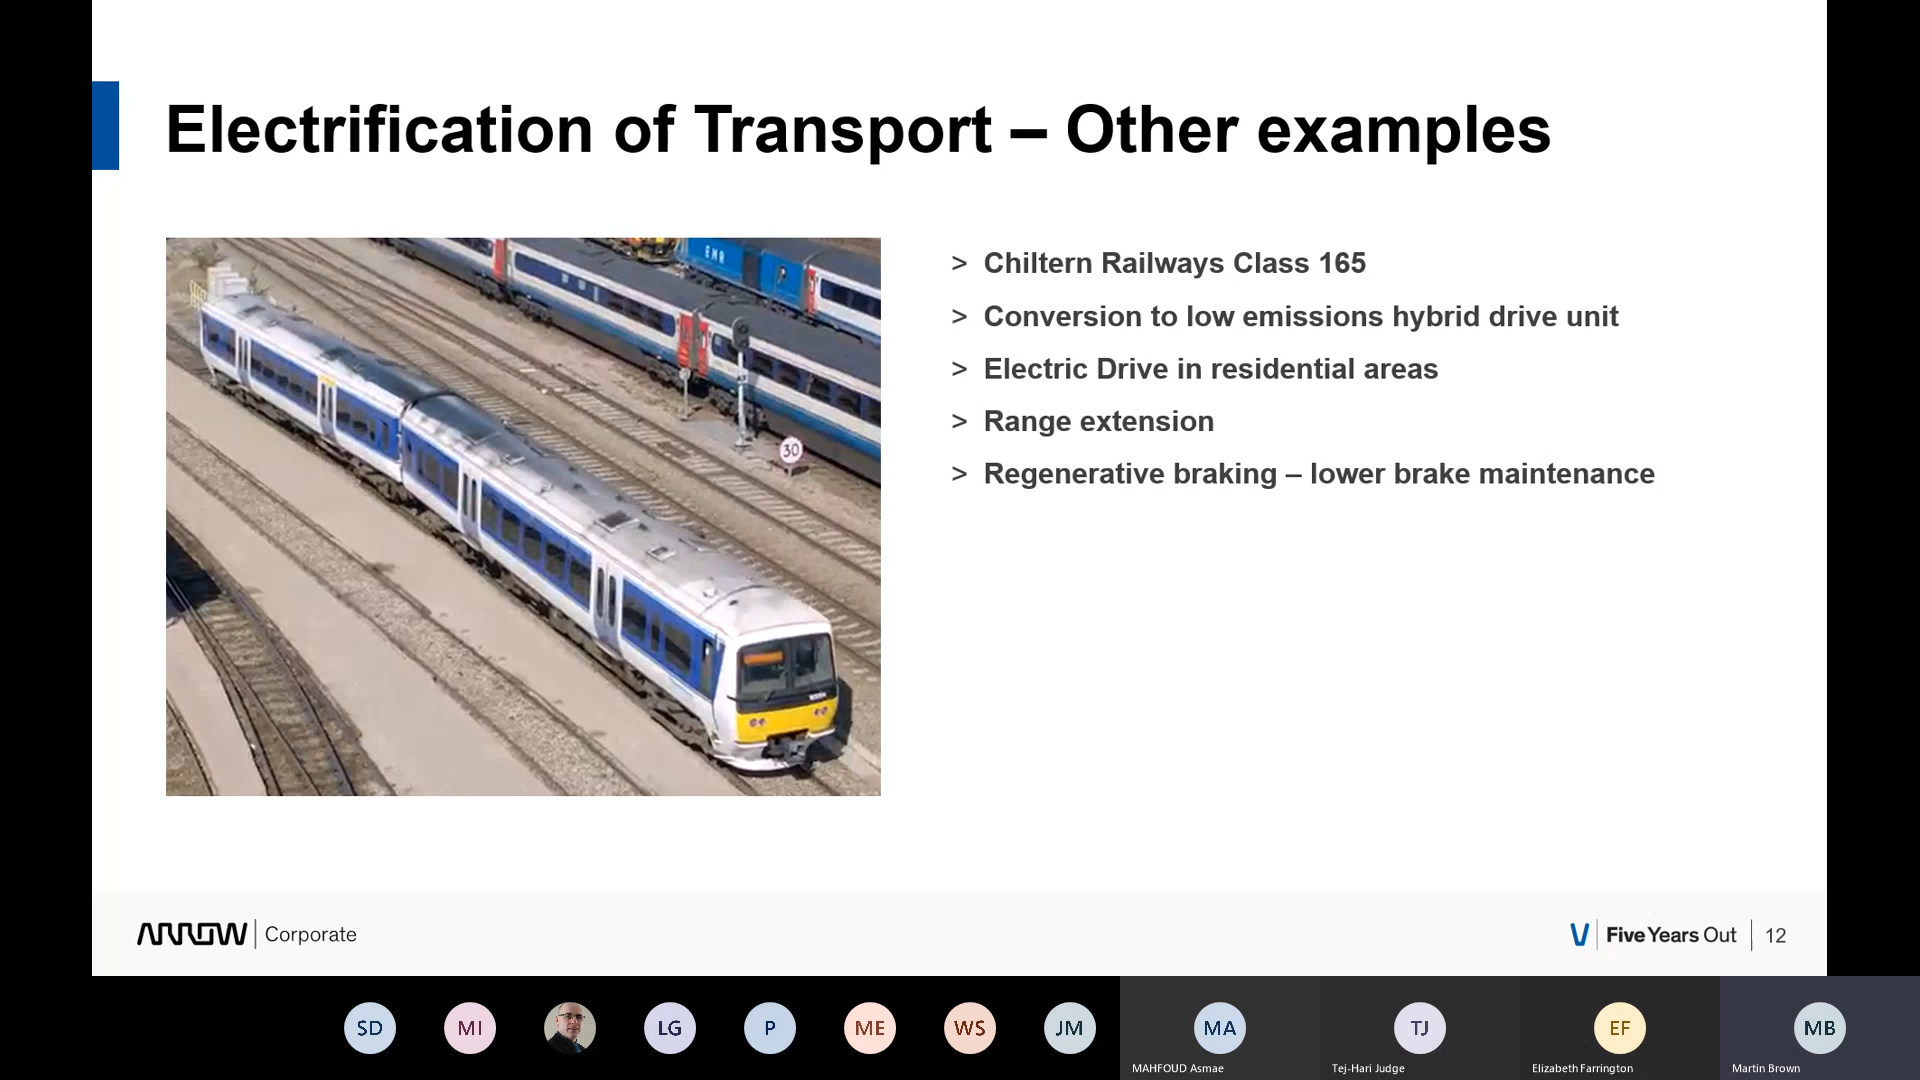 Electrification of Transport – Other examples
EMR
30
> Chiltern Railways Class 165
> Conversion to low emissions hybrid drive unit
> Electric Drive in residential areas
> Range extension
> Regenerative braking – lower brake maintenance
ARROW | Corporate
Five Years Out | 12
SD MI LG P ME WS JM MA TJ EF MB
MAHFOUD Asmae Tej-Hari Judge Elizabeth Farrington Martin Brown